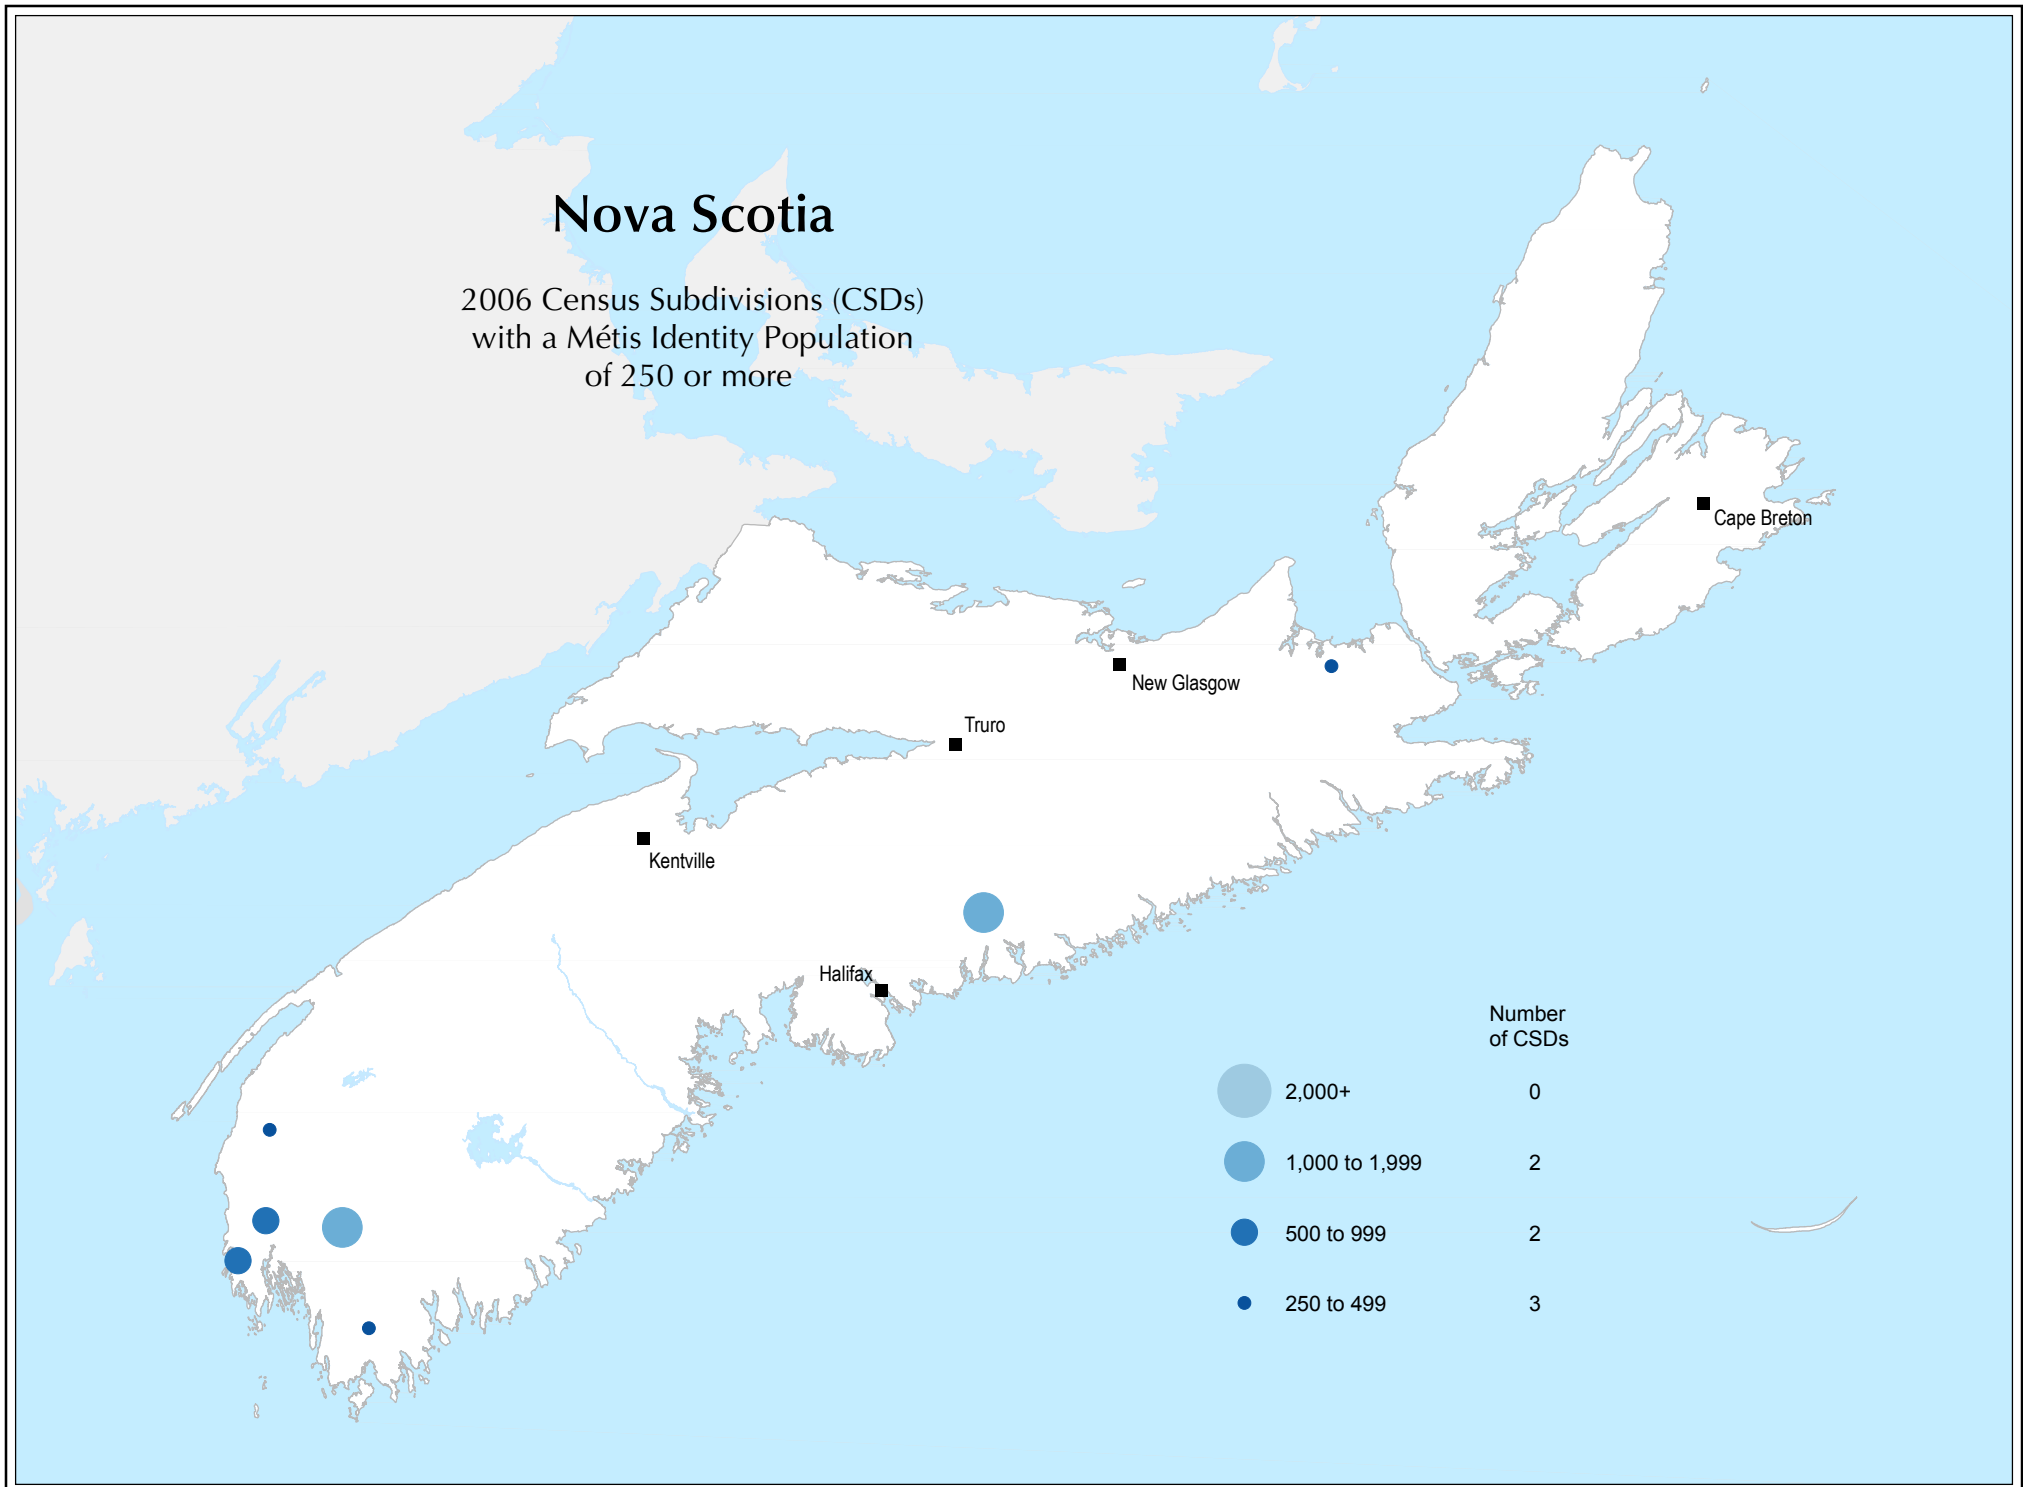 Nova Scotia
2006 Census Subdivisions (CSDs)
with a Métis Identity Population
of 250 or more
Cape Breton
New Glasgow
Truro
Kentville
Halifax
Number
of CSDs
2,000+ 0
1,000 to 1,999 2
500 to 999 2
250 to 499 3